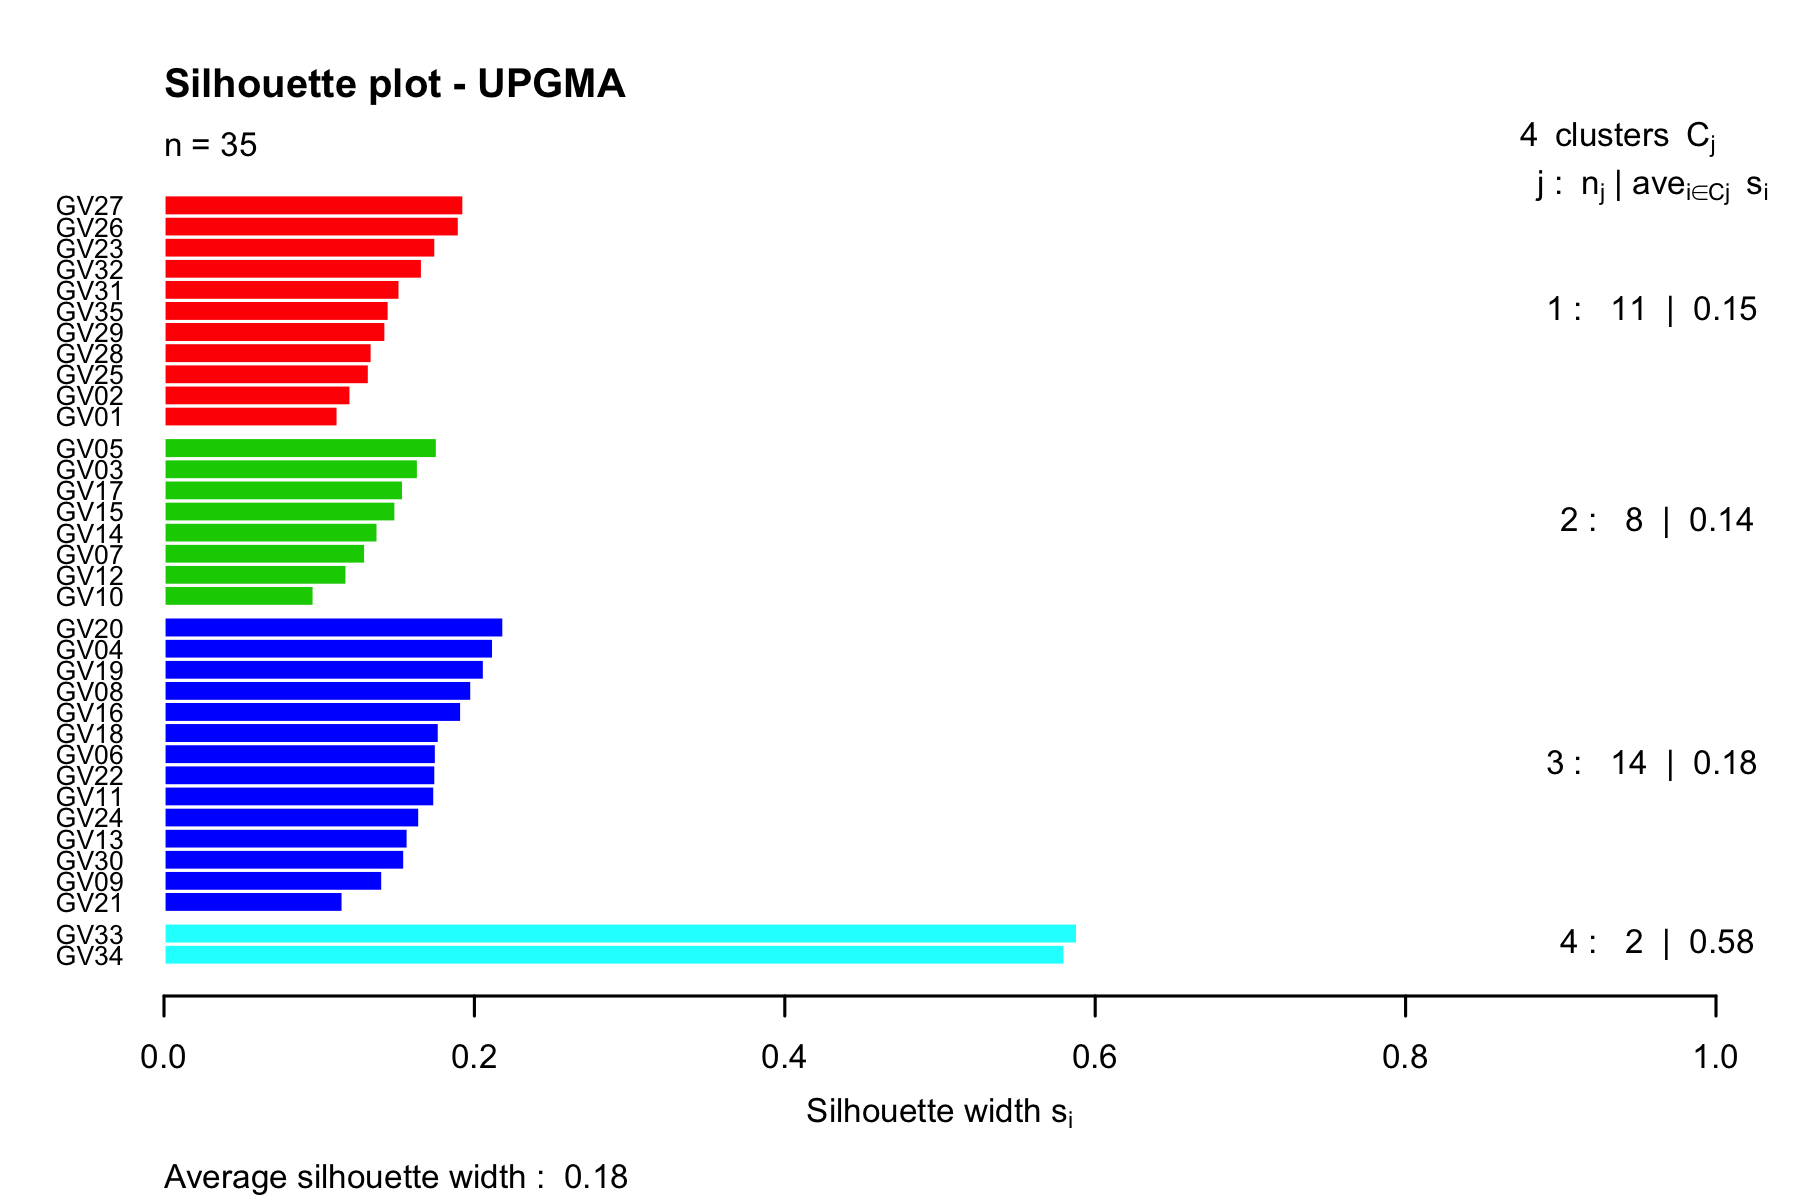 Silhouette plot - UPGMA
n = 35
4 clusters Cj
j : nj | avei∈Cj si
GV27
GV26
GV23
GV32
GV31
GV35
GV29
GV28
GV25
GV02
GV01
1 : 11 | 0.15
GV05
GV03
GV17
GV15
GV14
GV07
GV12
GV10
2 : 8 | 0.14
GV20
GV04
GV19
GV08
GV16
GV18
GV06
GV22
GV11
GV24
GV13
GV30
GV09
GV21
3 : 14 | 0.18
GV33
GV34
4 : 2 | 0.58
0.0 0.2 0.4 0.6 0.8 1.0
Silhouette width si
Average silhouette width : 0.18